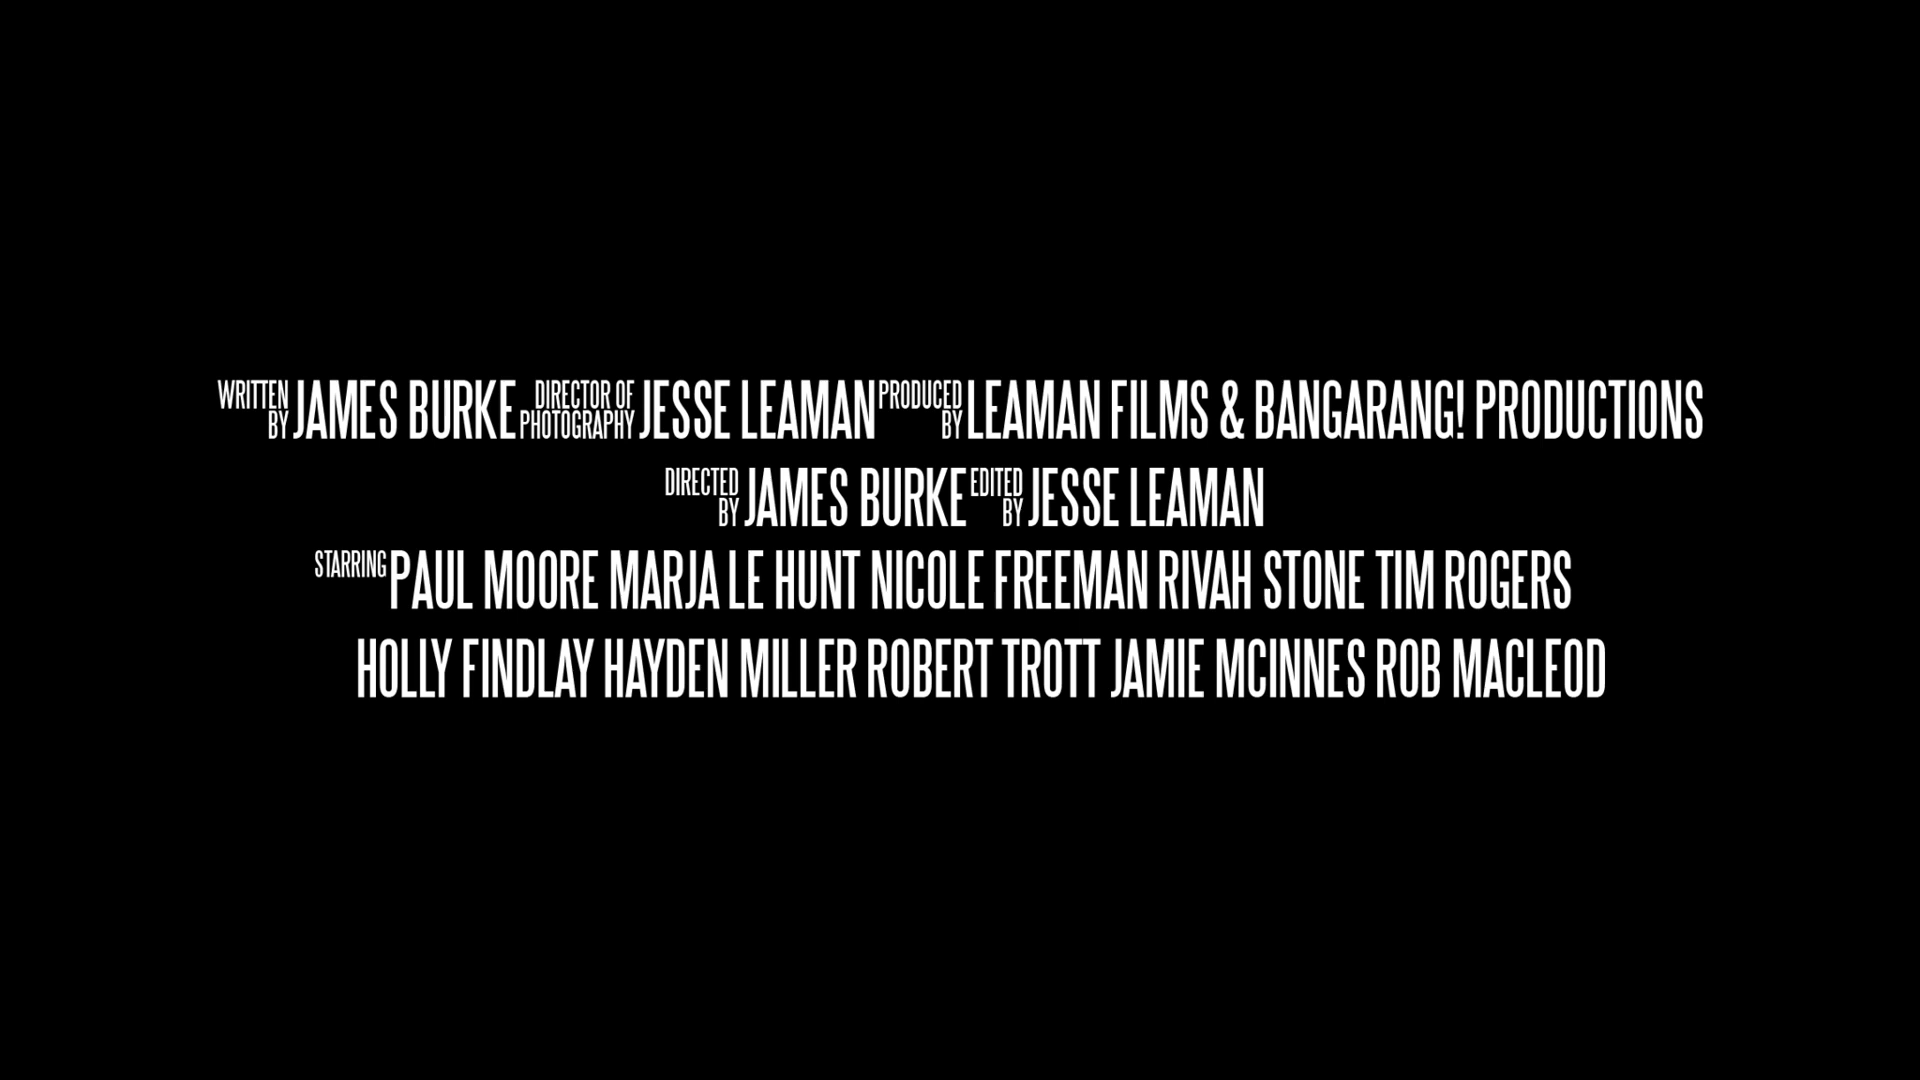 WRITTEN BY JAMES BURKE DIRECTOR OF PHOTOGRAPHY JESSE LEAMAN PRODUCED BY LEAMAN FILMS & BANGARANG! PRODUCTIONS
DIRECTED BY JAMES BURKE EDITED BY JESSE LEAMAN
STARRING PAUL MOORE MARJA LE HUNT NICOLE FREEMAN RIVAH STONE TIM ROGERS
HOLLY FINDLAY HAYDEN MILLER ROBERT TROTT JAMIE MCINNES ROB MACLEOD